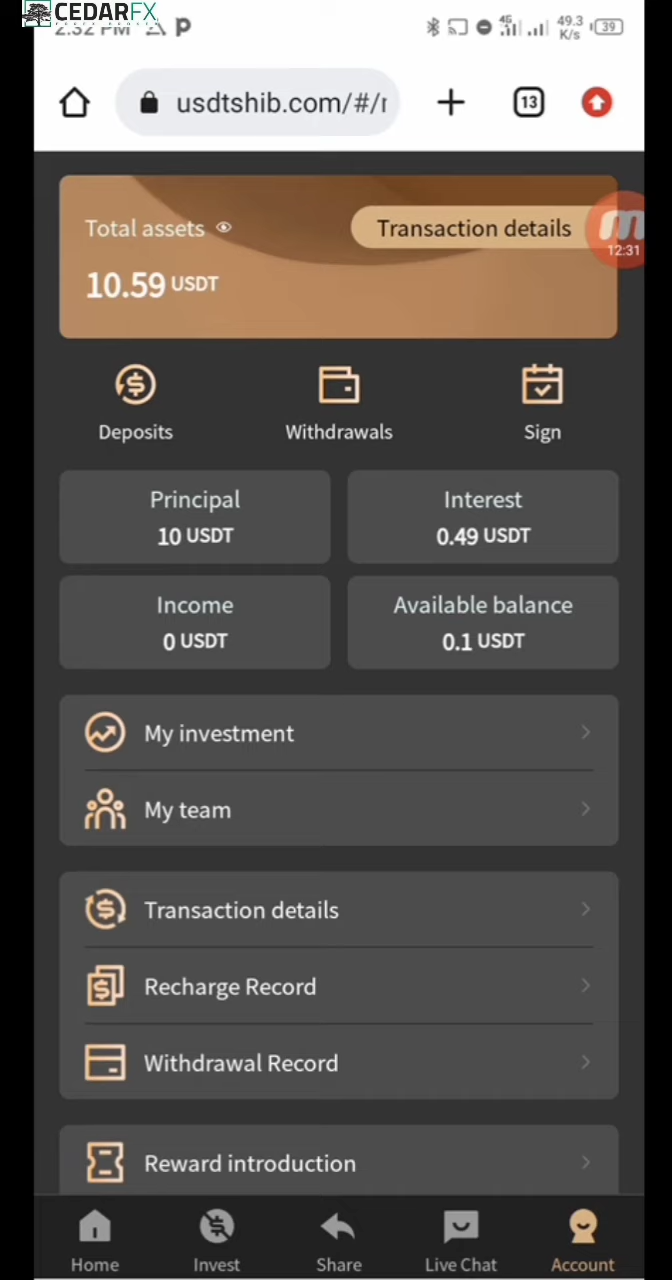 CEDARFX
2:32 PM
4G
49.3
K/s
39
usdtshib.com/#/r
13
Total assets
Transaction details
12:31
10.59 USDT
Deposits
Withdrawals
Sign
Principal
Interest
10 USDT
0.49 USDT
Income
Available balance
0 USDT
0.1 USDT
My investment
My team
Transaction details
Recharge Record
Withdrawal Record
Reward introduction
Home
Invest
Share
Live Chat
Account